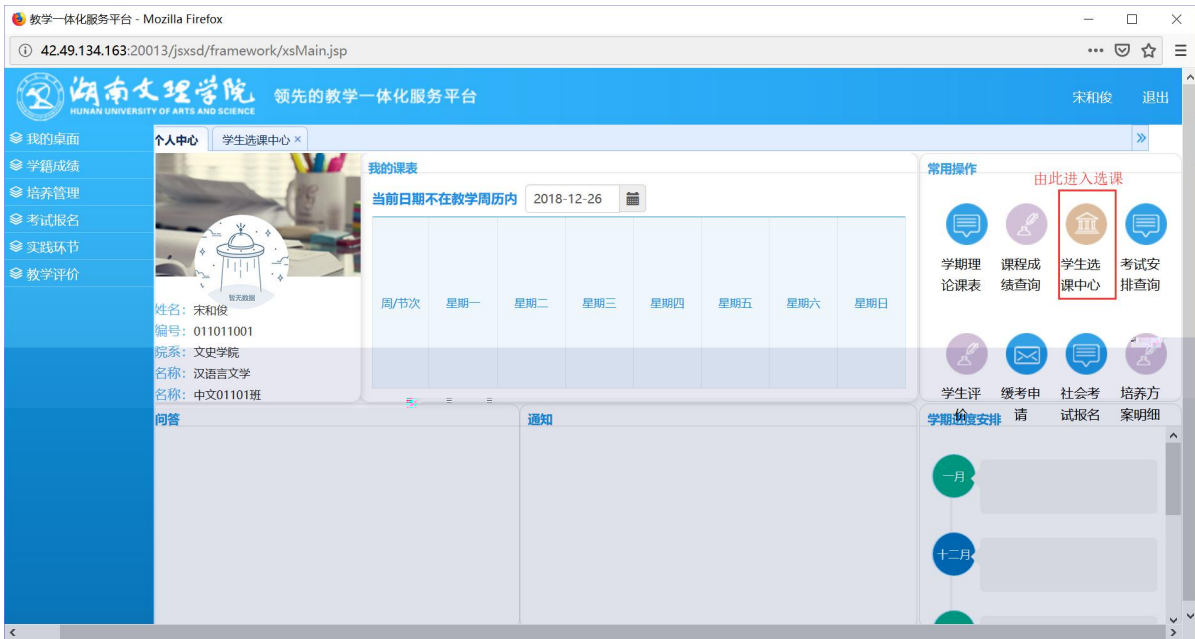 教学一体化服务平台 - Mozilla Firefox
42.49.134.163:20013/jsxsd/framework/xsMain.jsp
湖南文理学院
HUNAN UNIVERSITY OF ARTS AND SCIENCE
领先的教学一体化服务平台
宋和俊 退出
我的桌面
学籍成绩
培养管理
考试报名
实践环节
教学评价
个人中心 学生选课中心
暂无数据
姓名：宋和俊
编号：011011001
院系：文史学院
名称：汉语言文学
名称：中文01101班
我的课表
当前日期不在教学周历内 2018-12-26
周/节次 星期一 星期二 星期三 星期四 星期五 星期六 星期日
常用操作
由此进入选课
学期理
论课表
课程成
绩查询
学生选
课中心
考试安
排查询
学生评
价
缓考申
请
社会考
试报名
培养方
案明细
问答
通知
学期进度安排
一月
十二月